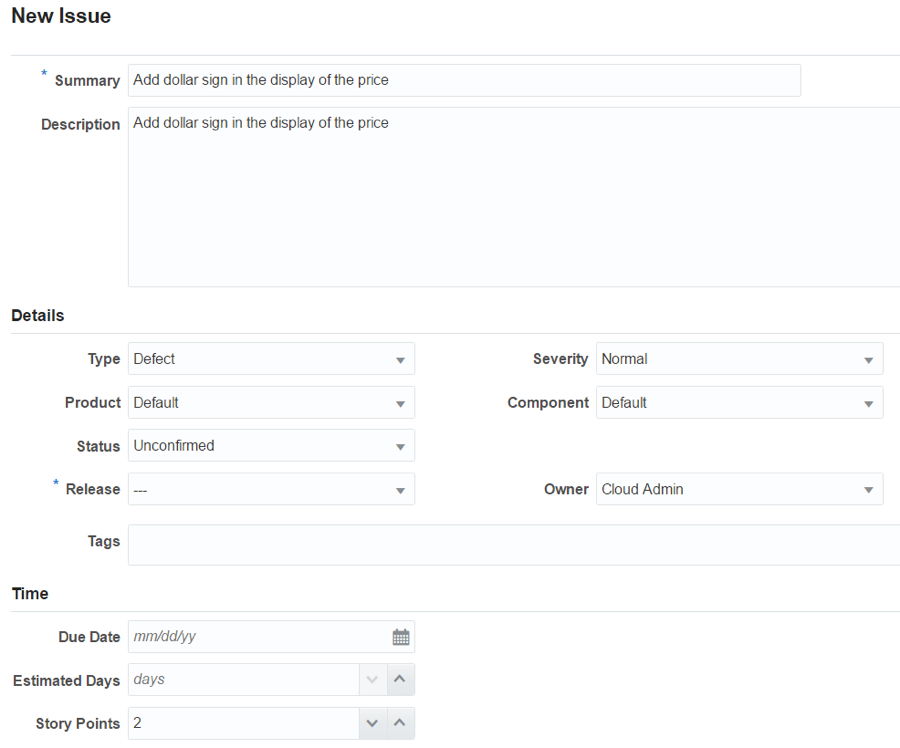 New Issue
* Summary Add dollar sign in the display of the price
Description Add dollar sign in the display of the price
Details
Type Defect Severity Normal
Product Default Component Default
Status Unconfirmed
* Release --- Owner Cloud Admin
Tags
Time
Due Date mm/dd/yy
Estimated Days days
Story Points 2